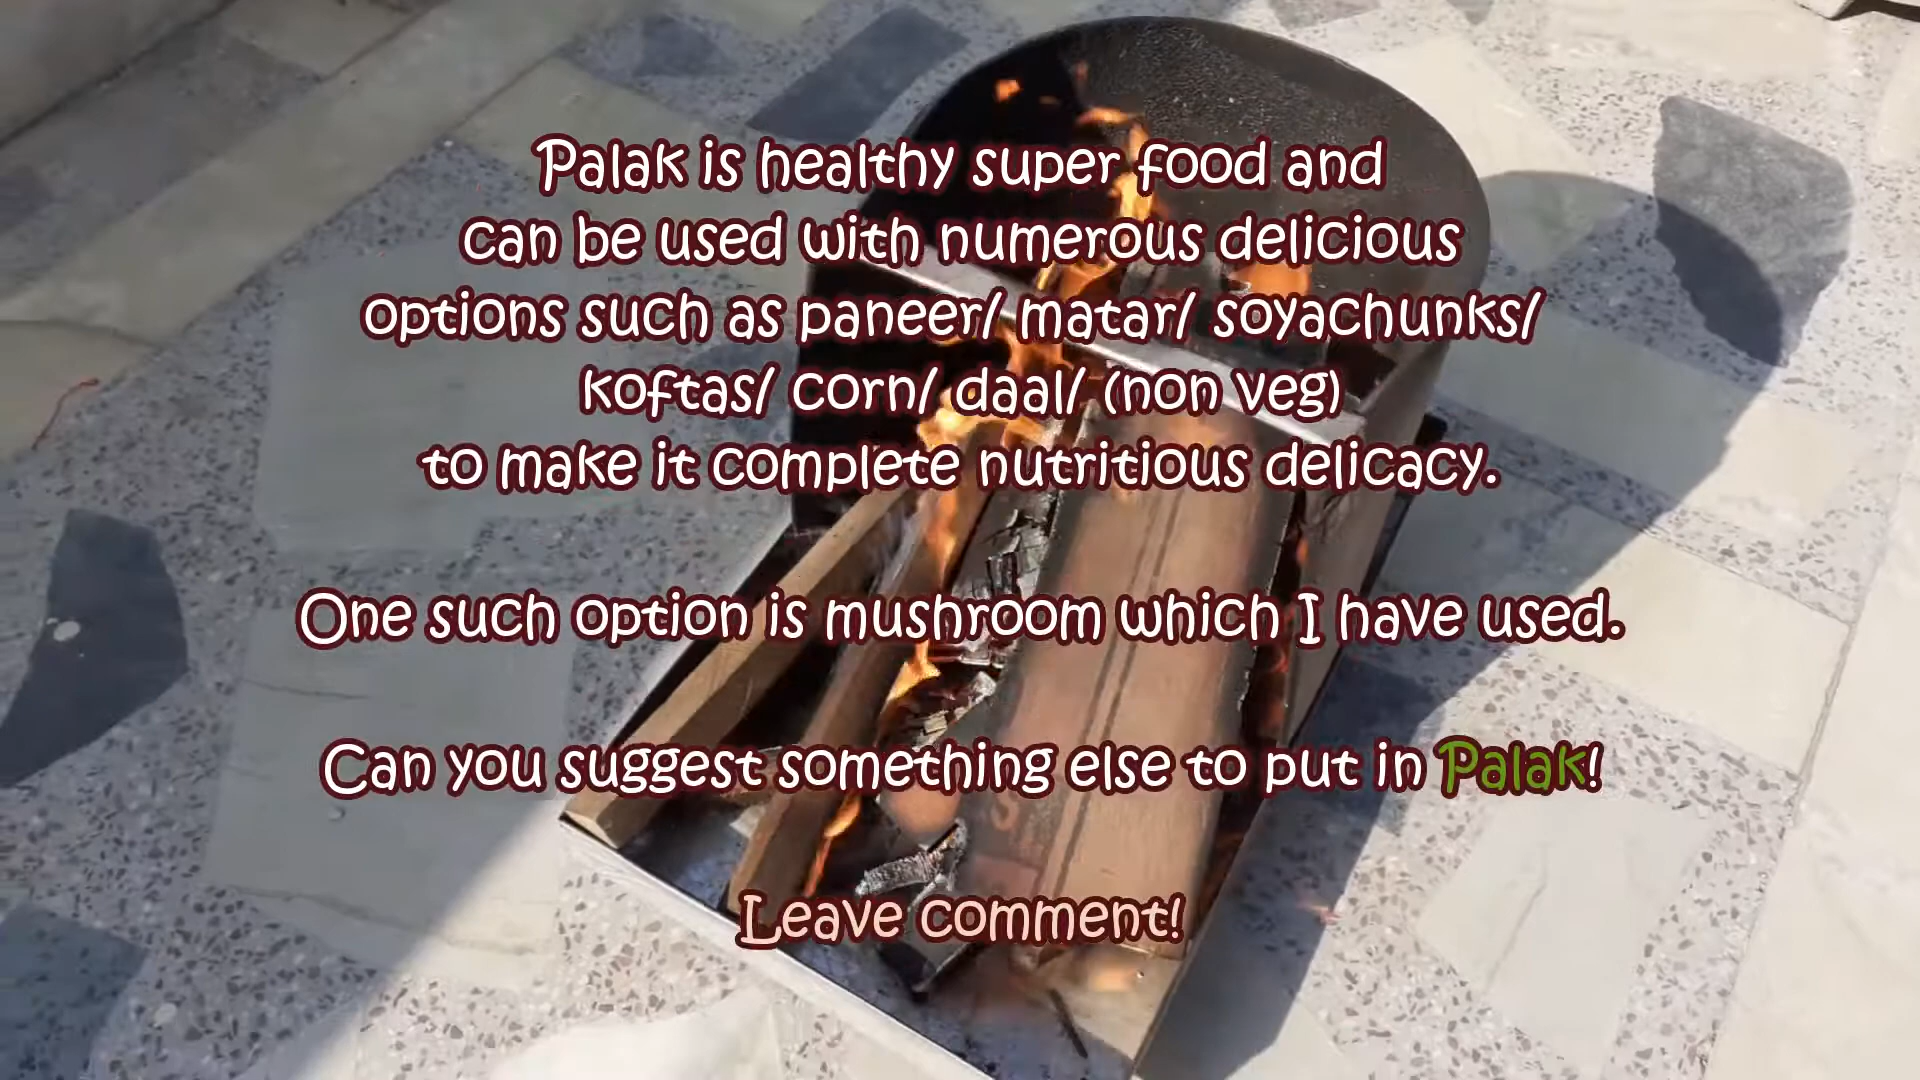 Palak is healthy super food and
can be used with numerous delicious
options such as paneer/ matar/ soyachunks/
koftas/ corn/ daal/ (non veg)
to make it complete nutritious delicacy.
One such option is mushroom which I have used.
Can you suggest something else to put in Palak!
Leave comment!